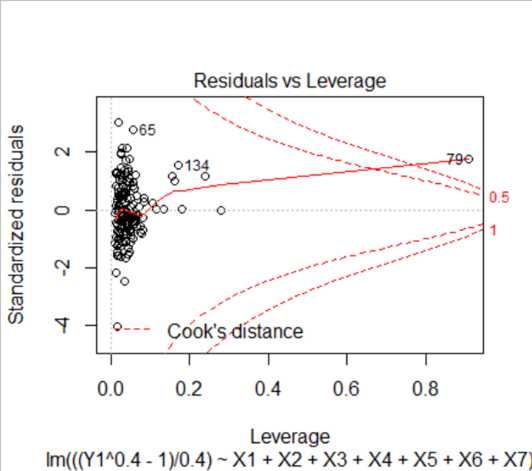 Residuals vs Leverage
Standardized residuals
2
0
-2
-4
65
134
79
0.5
1
Cook's distance
0.0
0.2
0.4
0.6
0.8
Leverage
lm(((Y1^0.4 - 1)/0.4) ~ X1 + X2 + X3 + X4 + X5 + X6 + X7)